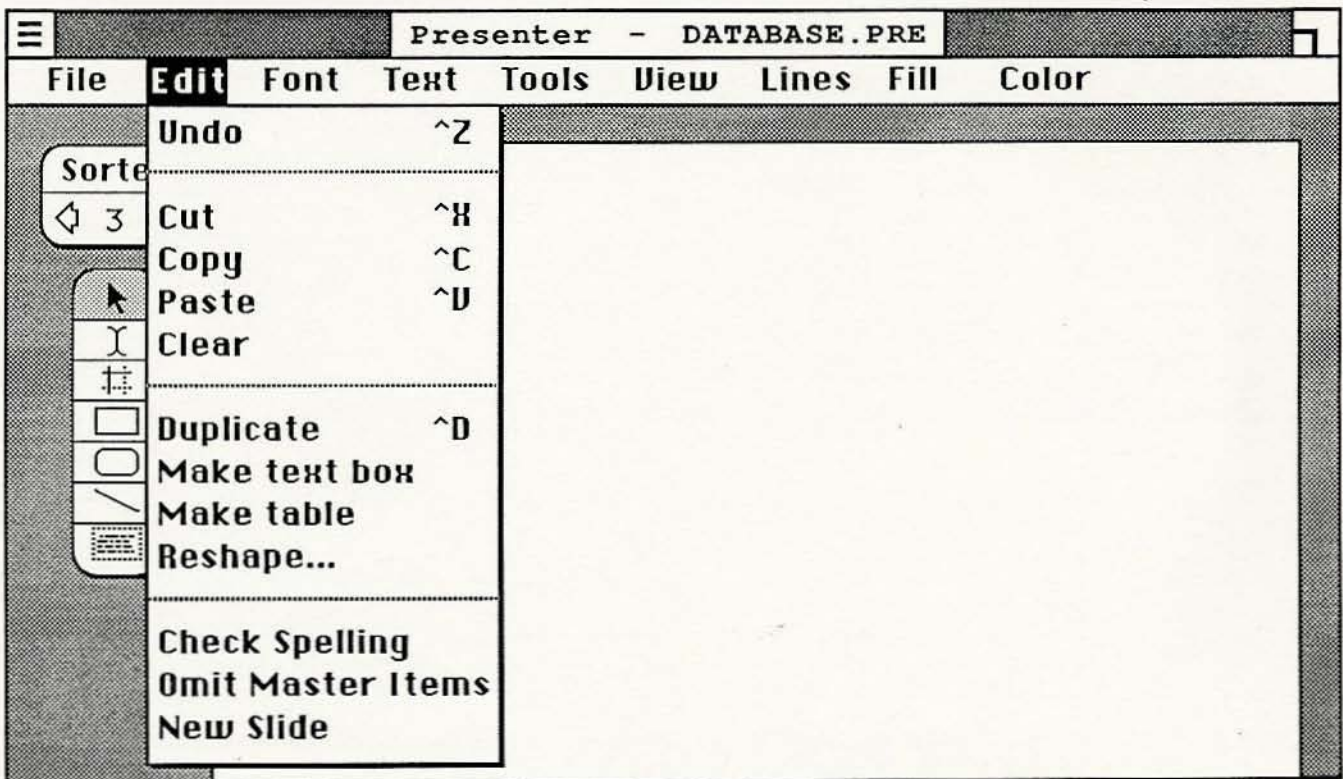 Presenter - DATABASE.PRE
File Edit Font Text Tools View Lines Fill Color
Undo ^Z
Sorte
3
Cut ^X
Copy ^C
Paste ^V
Clear
Duplicate ^D
Make text box
Make table
Reshape...
Check Spelling
Omit Master Items
New Slide